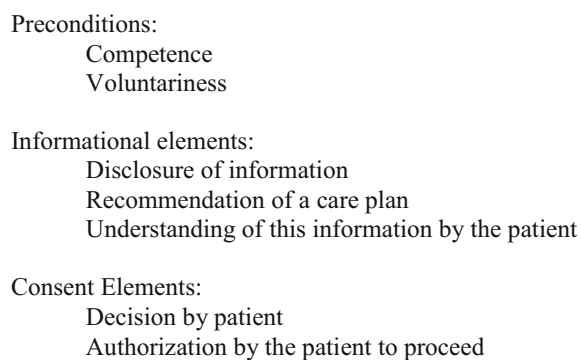 Preconditions:
Competence
Voluntariness
Informational elements:
Disclosure of information
Recommendation of a care plan
Understanding of this information by the patient
Consent Elements:
Decision by patient
Authorization by the patient to proceed